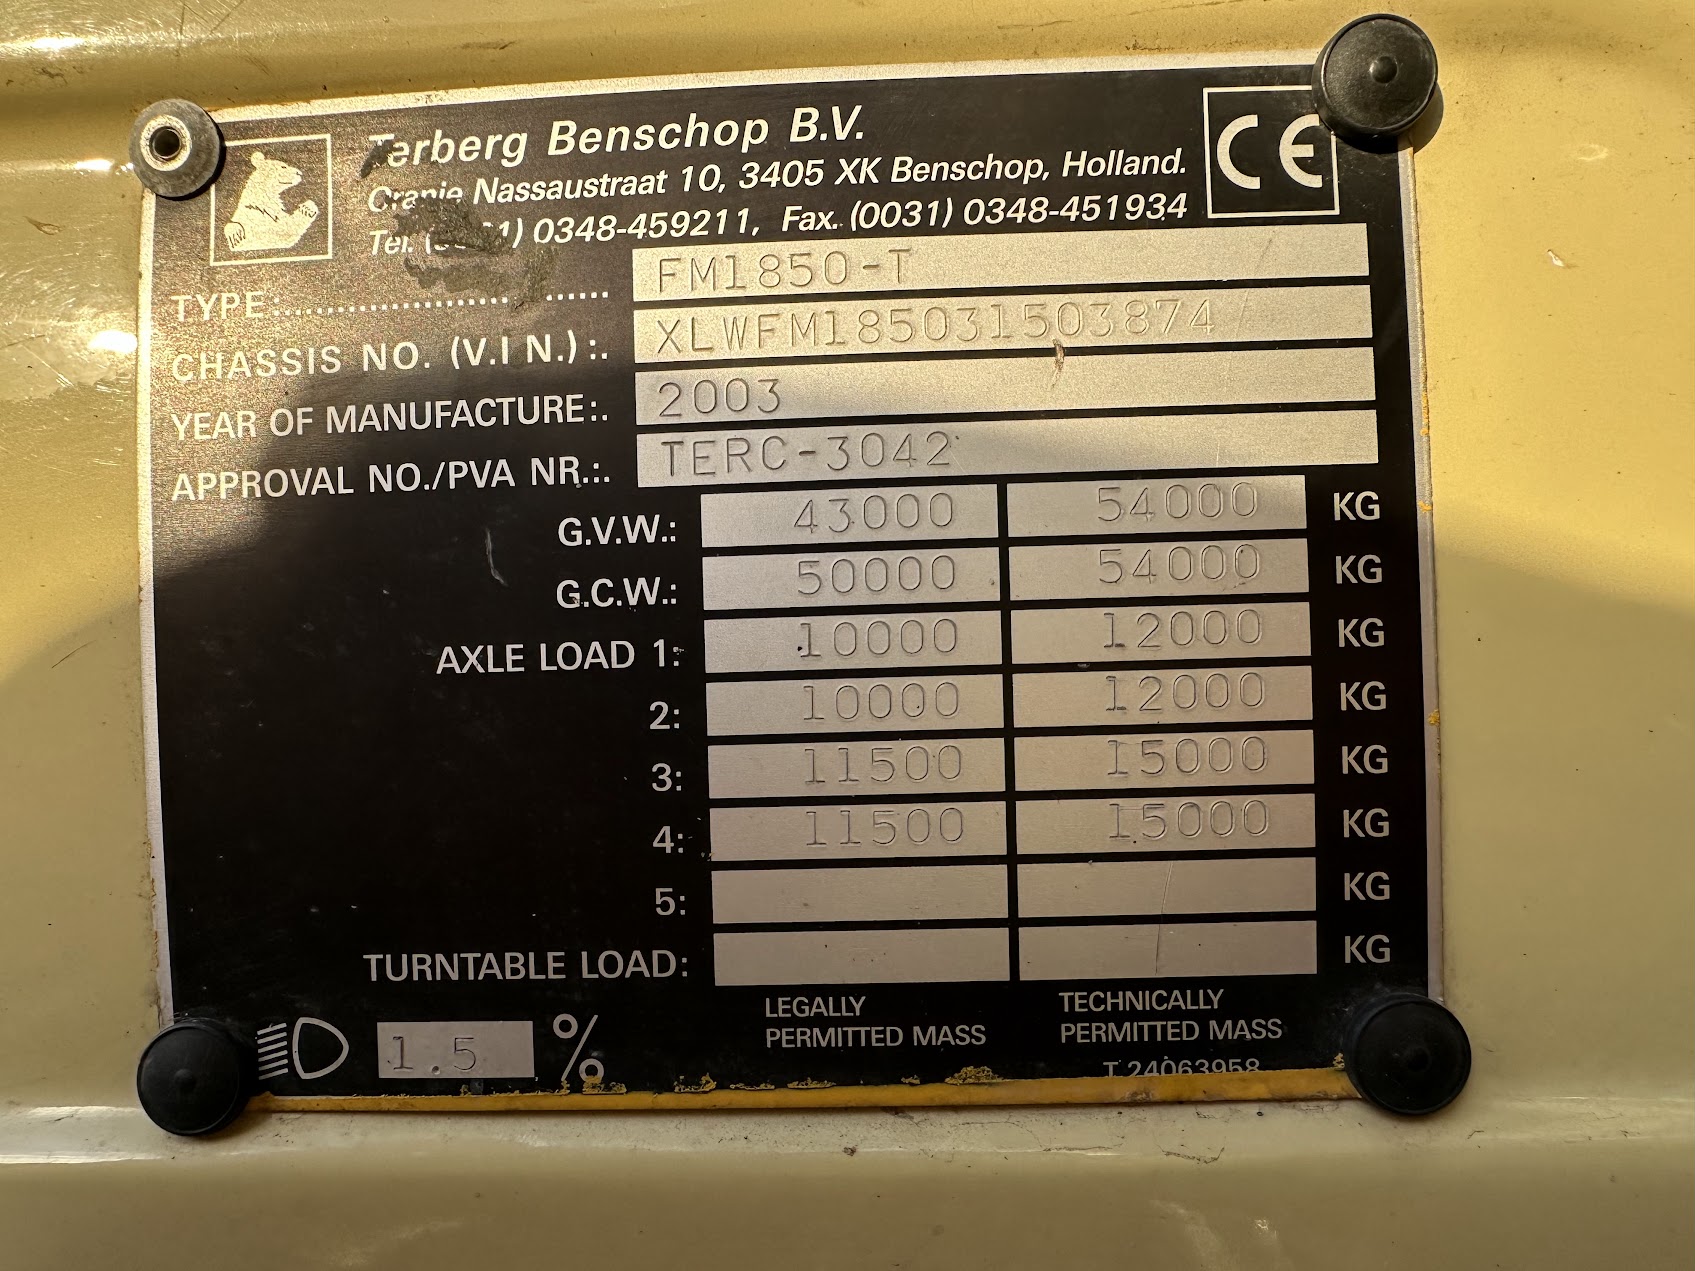 Terberg Benschop B.V.
Oranje Nassaustraat 10, 3405 XK Benschop, Holland.
Tel. 0348-459211, Fax. (0031) 0348-451934
CE
TYPE: FM1850-T
CHASSIS NO. (V.I N.):. XLWFM185031503874
YEAR OF MANUFACTURE:. 2003
APPROVAL NO./PVA NR.:. TERC-3042
G.V.W.: 43000 54000 KG
G.C.W.: 50000 54000 KG
AXLE LOAD 1: 10000 12000 KG
2: 10000 12000 KG
3: 11500 15000 KG
4: 11500 15000 KG
5: KG
TURNTABLE LOAD: KG
LEGALLY PERMITTED MASS TECHNICALLY PERMITTED MASS
1.5 %
T 24063958